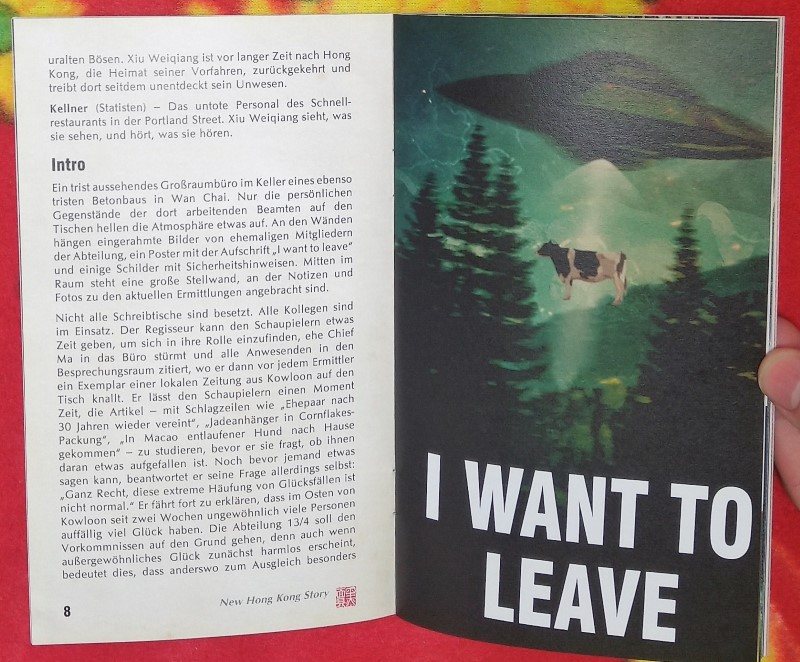 uralten Bösen. Xiu Weiqiang ist vor langer Zeit nach Hong
Kong, die Heimat seiner Vorfahren, zurückgekehrt und
treibt dort seitdem unentdeckt sein Unwesen.
Kellner (Statisten) – Das untote Personal des Schnell-
restaurants in der Portland Street. Xiu Weiqiang sieht, was
sie sehen, und hört, was sie hören.
Intro
Ein trist aussehendes Großraumbüro im Keller eines ebenso
tristen Betonbaus in Wan Chai. Nur die persönlichen
Gegenstände der dort arbeitenden Beamten auf den
Tischen hellen die Atmosphäre etwas auf. An den Wänden
hängen eingerahmte Bilder von ehemaligen Mitgliedern
der Abteilung, ein Poster mit der Aufschrift „I want to leave“
und einige Schilder mit Sicherheitshinweisen. Mitten im
Raum steht eine große Stellwand, an der Notizen und
Fotos zu den aktuellen Ermittlungen angebracht sind.
Nicht alle Schreibtische sind besetzt. Alle Kollegen sind
im Einsatz. Der Regisseur kann den Schaupielern etwas
Zeit geben, um sich in ihre Rolle einzufinden, ehe Chief
Ma in das Büro stürmt und alle Anwesenden in den
Besprechungsraum zitiert, wo er dann vor jedem Ermittler
ein Exemplar einer lokalen Zeitung aus Kowloon auf den
Tisch knallt. Er lässt den Schaupielern einen Moment
Zeit, die Artikel – mit Schlagzeilen wie „Ehepaar nach
30 Jahren wieder vereint“, „Jadeanhänger in Cornflakes-
Packung“, „In Macao entlaufener Hund nach Hause
gekommen“ – zu studieren, bevor er sie fragt, ob ihnen
daran etwas aufgefallen ist. Noch bevor jemand etwas
sagen kann, beantwortet er seine Frage allerdings selbst:
„Ganz Recht, diese extreme Häufung von Glücksfällen ist
nicht normal.“ Er fährt fort zu erklären, dass im Osten von
Kowloon seit zwei Wochen ungewöhnlich viele Personen
auffällig viel Glück haben. Die Abteilung 13/4 soll den
Vorkommnissen auf den Grund gehen, denn auch wenn
außergewöhnliches Glück zunächst harmlos erscheint,
bedeutet dies, dass anderswo zum Ausgleich besonders
8
New Hong Kong Story
I WANT TO
LEAVE